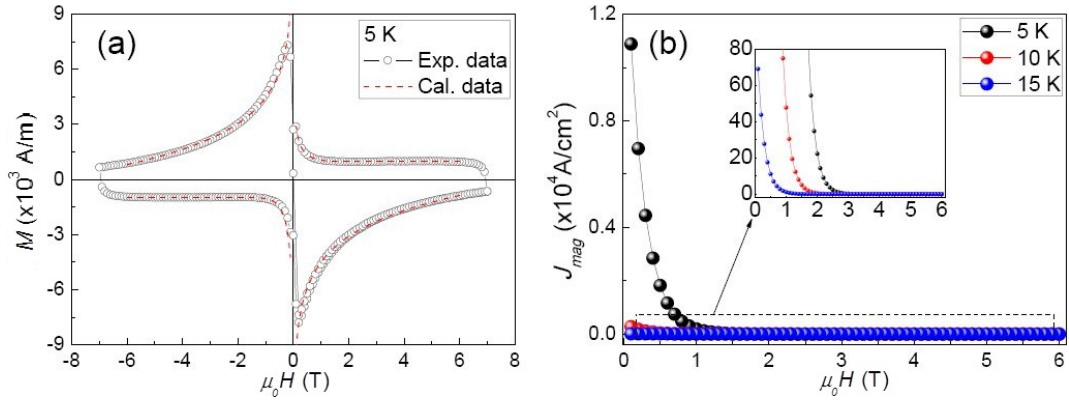 (a)
5 K
Exp. data
Cal. data
M (x10³ A/m)
9
6
3
0
-3
-6
-9
-8 -6 -4 -2 0 2 4 6 8
μ₀H (T)
(b)
5 K
10 K
15 K
J_mag (x10⁴A/cm²)
1.2
0.8
0.4
0.0
80
60
40
20
0
0 1 2 3 4 5 6
0 1 2 3 4 5 6
μ₀H (T)